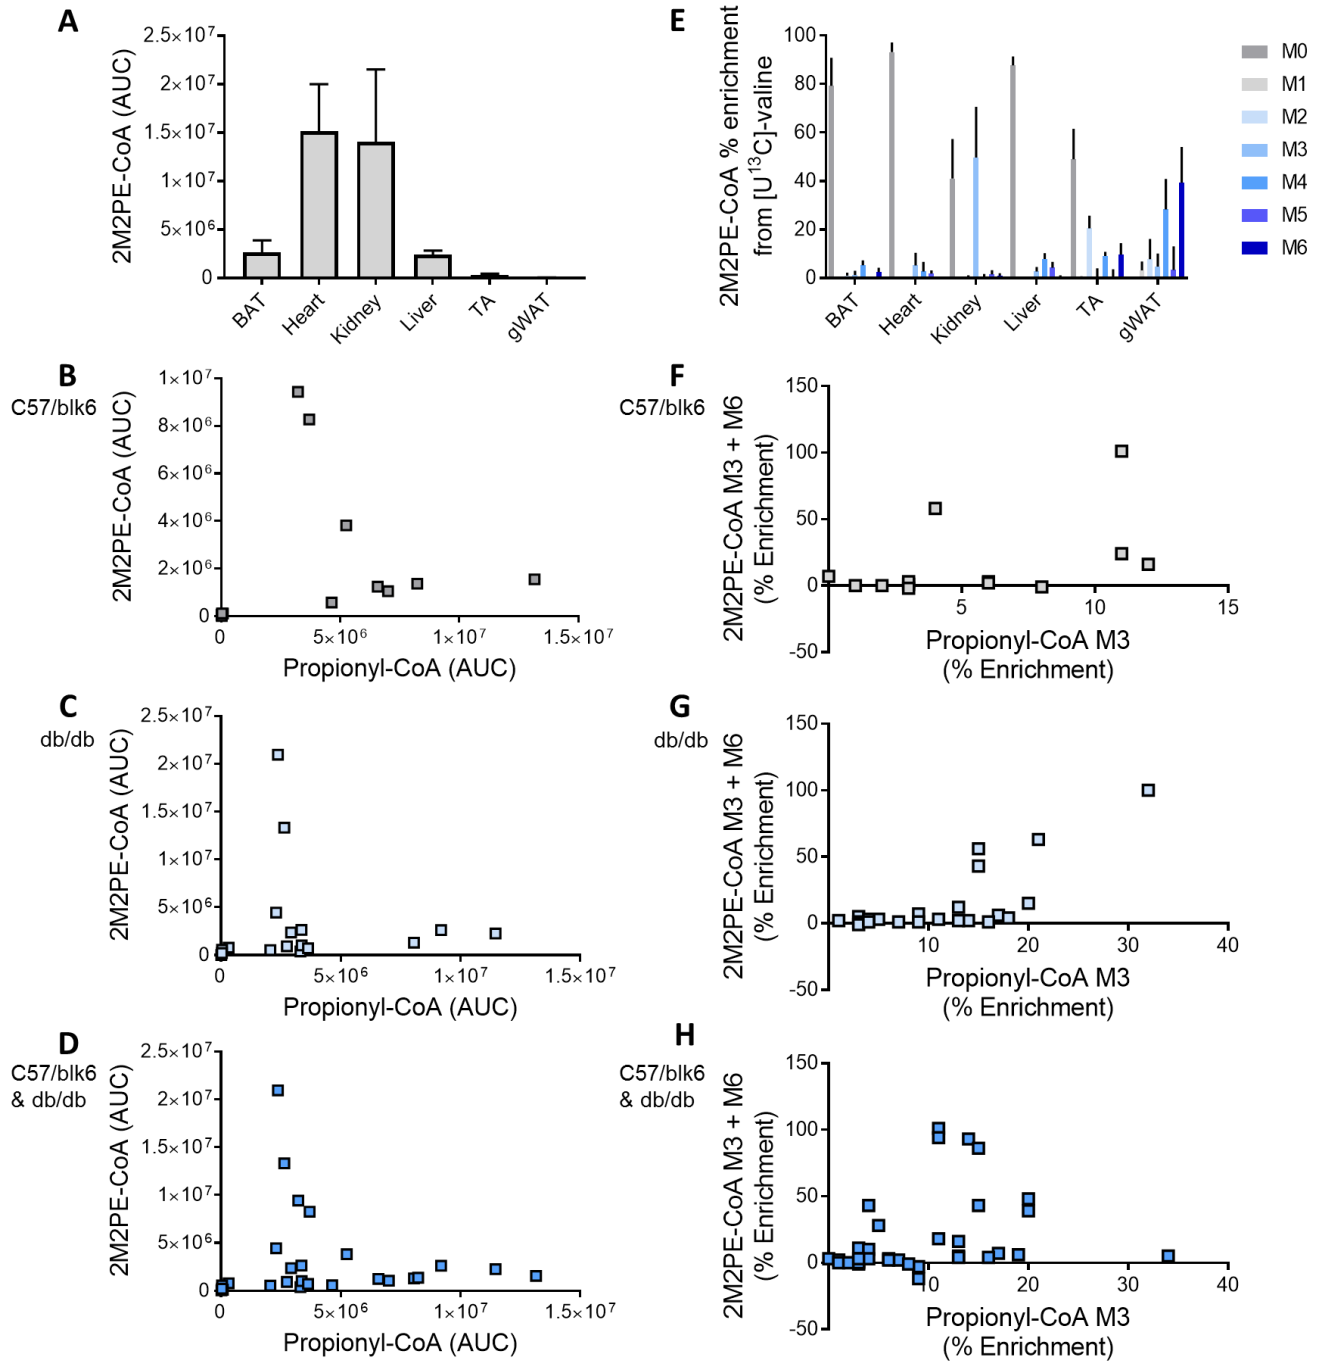 A
2M2PE-CoA (AUC)
2.5×10⁷
2×10⁷
1.5×10⁷
1×10⁷
5×10⁶
0
BAT
Heart
Kidney
Liver
TA
gWAT
E
2M2PE-CoA % enrichment
from [U¹³C]-valine
100
80
60
40
20
0
BAT
Heart
Kidney
Liver
TA
gWAT
M0
M1
M2
M3
M4
M5
M6
B
C57/blk6
2M2PE-CoA (AUC)
1×10⁷
8×10⁶
6×10⁶
4×10⁶
2×10⁶
0
0
5×10⁶
1×10⁷
1.5×10⁷
Propionyl-CoA (AUC)
F
C57/blk6
2M2PE-CoA M3 + M6
(% Enrichment)
150
100
50
0
-50
5
10
15
Propionyl-CoA M3
(% Enrichment)
C
db/db
2M2PE-CoA (AUC)
2.5×10⁷
2×10⁷
1.5×10⁷
1×10⁷
5×10⁶
0
0
5×10⁶
1×10⁷
1.5×10⁷
Propionyl-CoA (AUC)
G
db/db
2M2PE-CoA M3 + M6
(% Enrichment)
150
100
50
0
-50
10
20
30
40
Propionyl-CoA M3
(% Enrichment)
D
C57/blk6
& db/db
2M2PE-CoA (AUC)
2.5×10⁷
2×10⁷
1.5×10⁷
1×10⁷
5×10⁶
0
0
5×10⁶
1×10⁷
1.5×10⁷
Propionyl-CoA (AUC)
H
C57/blk6
& db/db
2M2PE-CoA M3 + M6
(% Enrichment)
150
100
50
0
-50
10
20
30
40
Propionyl-CoA M3
(% Enrichment)